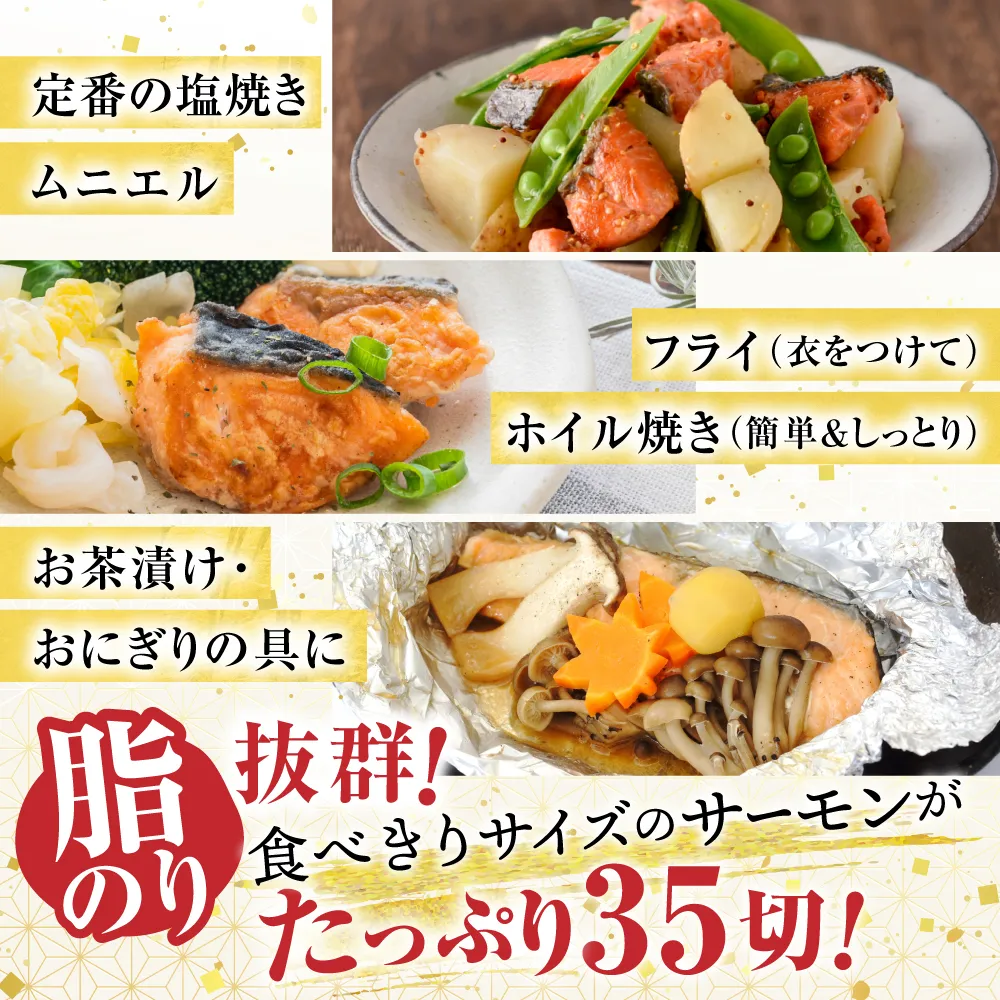 定番の塩焼き
ムニエル
フライ(衣をつけて)
ホイル焼き(簡単&しっとり)
お茶漬け・
おにぎりの具に
脂のり
抜群!
食べきりサイズのサーモンが
たっぷり35切!